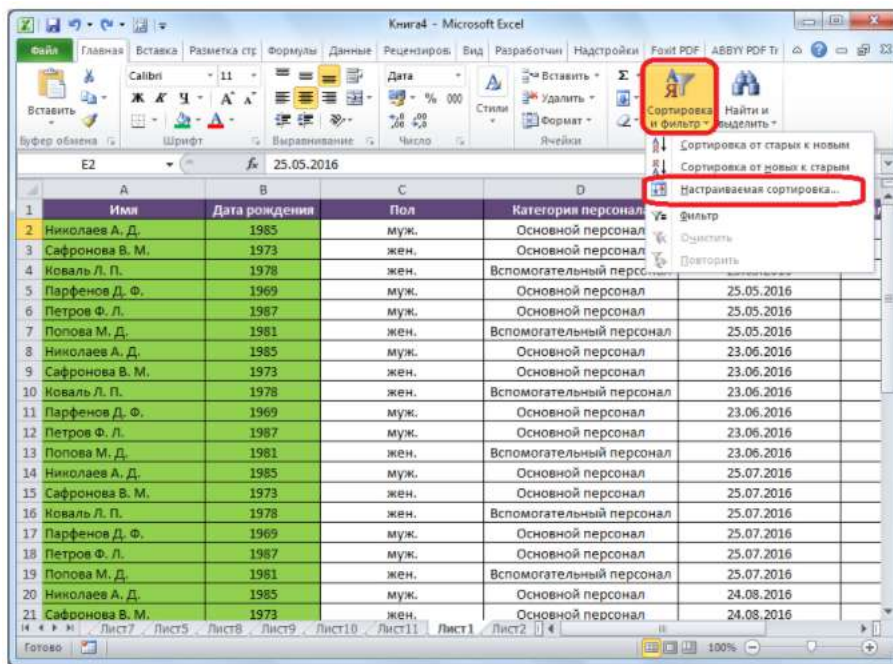 Книга4 - Microsoft Excel
Файл Главная Вставка Разметка стр Формулы Данные Рецензиров Вид Разработчи Надстройки Foxit PDF ABBYY PDF Tr
Calibri 11 Дата Вставить Σ
Вставить Ж К Ч % 000 Стили Удалить Сортировка и фильтр Найти и выделить
Формат
Буфер обмена Шрифт Выравнивание Число Ячейки
Сортировка от старых к новым
Сортировка от новых к старым
Настраиваемая сортировка...
Фильтр
Очистить
Повторить
E2 fx 25.05.2016
A B C D
1 Имя Дата рождения Пол Категория персонала
2 Николаев А. Д. 1985 муж. Основной персонал
3 Сафронова В. М. 1973 жен. Основной персонал
4 Коваль Л. П. 1978 жен. Вспомогательный персонал
5 Парфенов Д. Ф. 1969 муж. Основной персонал 25.05.2016
6 Петров Ф. Л. 1987 муж. Основной персонал 25.05.2016
7 Попова М. Д. 1981 жен. Вспомогательный персонал 25.05.2016
8 Николаев А. Д. 1985 муж. Основной персонал 23.06.2016
9 Сафронова В. М. 1973 жен. Основной персонал 23.06.2016
10 Коваль Л. П. 1978 жен. Вспомогательный персонал 23.06.2016
11 Парфенов Д. Ф. 1969 муж. Основной персонал 23.06.2016
12 Петров Ф. Л. 1987 муж. Основной персонал 23.06.2016
13 Попова М. Д. 1981 жен. Вспомогательный персонал 23.06.2016
14 Николаев А. Д. 1985 муж. Основной персонал 25.07.2016
15 Сафронова В. М. 1973 жен. Основной персонал 25.07.2016
16 Коваль Л. П. 1978 жен. Вспомогательный персонал 25.07.2016
17 Парфенов Д. Ф. 1969 муж. Основной персонал 25.07.2016
18 Петров Ф. Л. 1987 муж. Основной персонал 25.07.2016
19 Попова М. Д. 1981 жен. Вспомогательный персонал 25.07.2016
20 Николаев А. Д. 1985 муж. Основной персонал 24.08.2016
21 Сафронова В. М. 1973 жен. Основной персонал 24.08.2016
Лист7 Лист5 Лист8 Лист9 Лист10 Лист11 Лист1 Лист2
Готово 100%